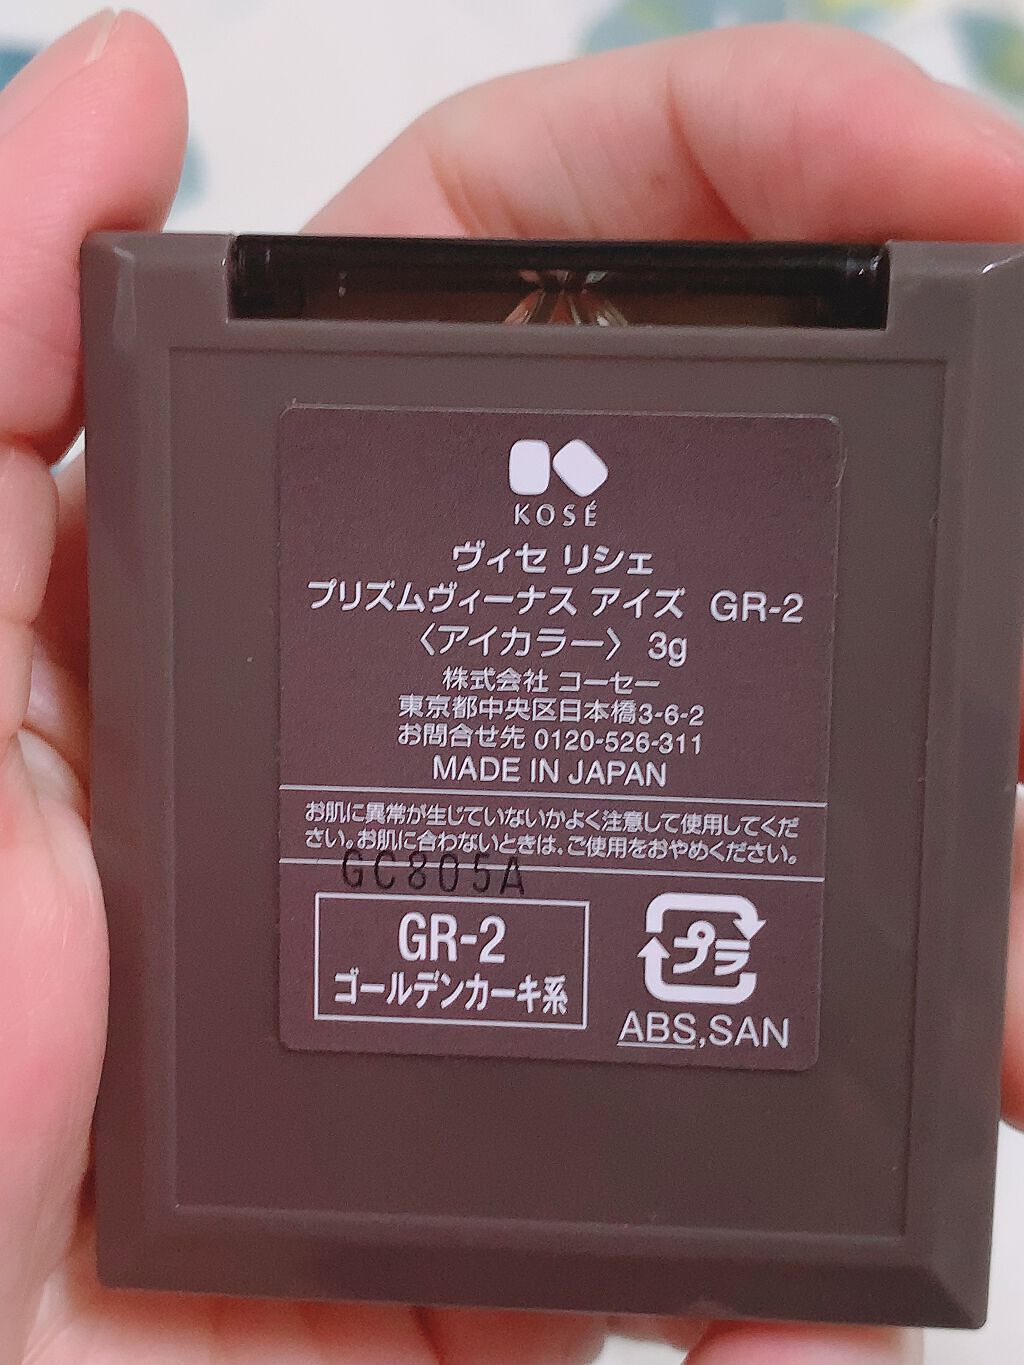 KOSÉ
ヴィセ リシェ
プリズムヴィーナス アイズ GR-2
〈アイカラー〉 3g
株式会社 コーセー
東京都中央区日本橋3-6-2
お問合せ先 0120-526-311
MADE IN JAPAN
お肌に異常が生じていないかよく注意して使用してくだ
さい。お肌に合わないときは、ご使用をおやめください。
GC805A
GR-2
ゴールデンカーキ系
プラ
ABS,SAN